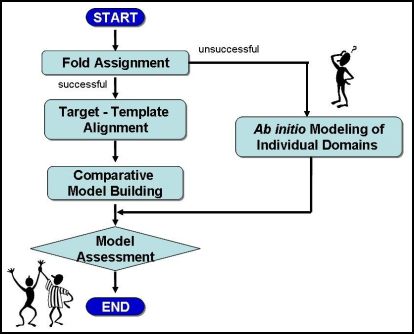 START
Fold Assignment
unsuccessful
successful
Target - Template
Alignment
Ab initio Modeling of
Individual Domains
Comparative
Model Building
Model
Assessment
END